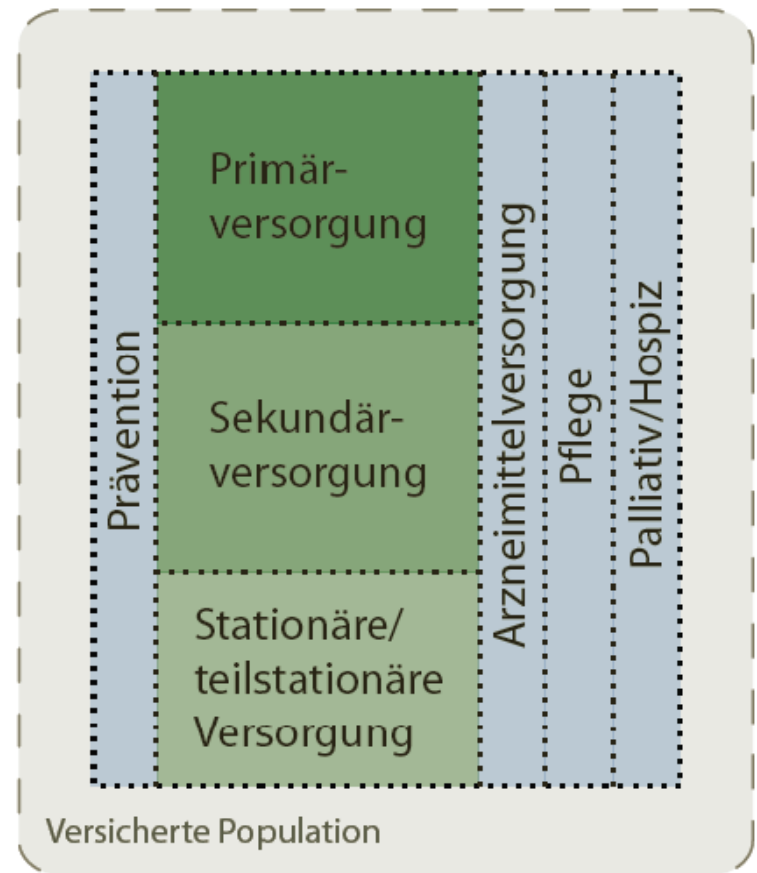 Prävention
Primär-
versorgung
Sekundär-
versorgung
Stationäre/
teilstationäre
Versorgung
Arzneimittelversorgung
Pflege
Palliativ/Hospiz
Versicherte Population